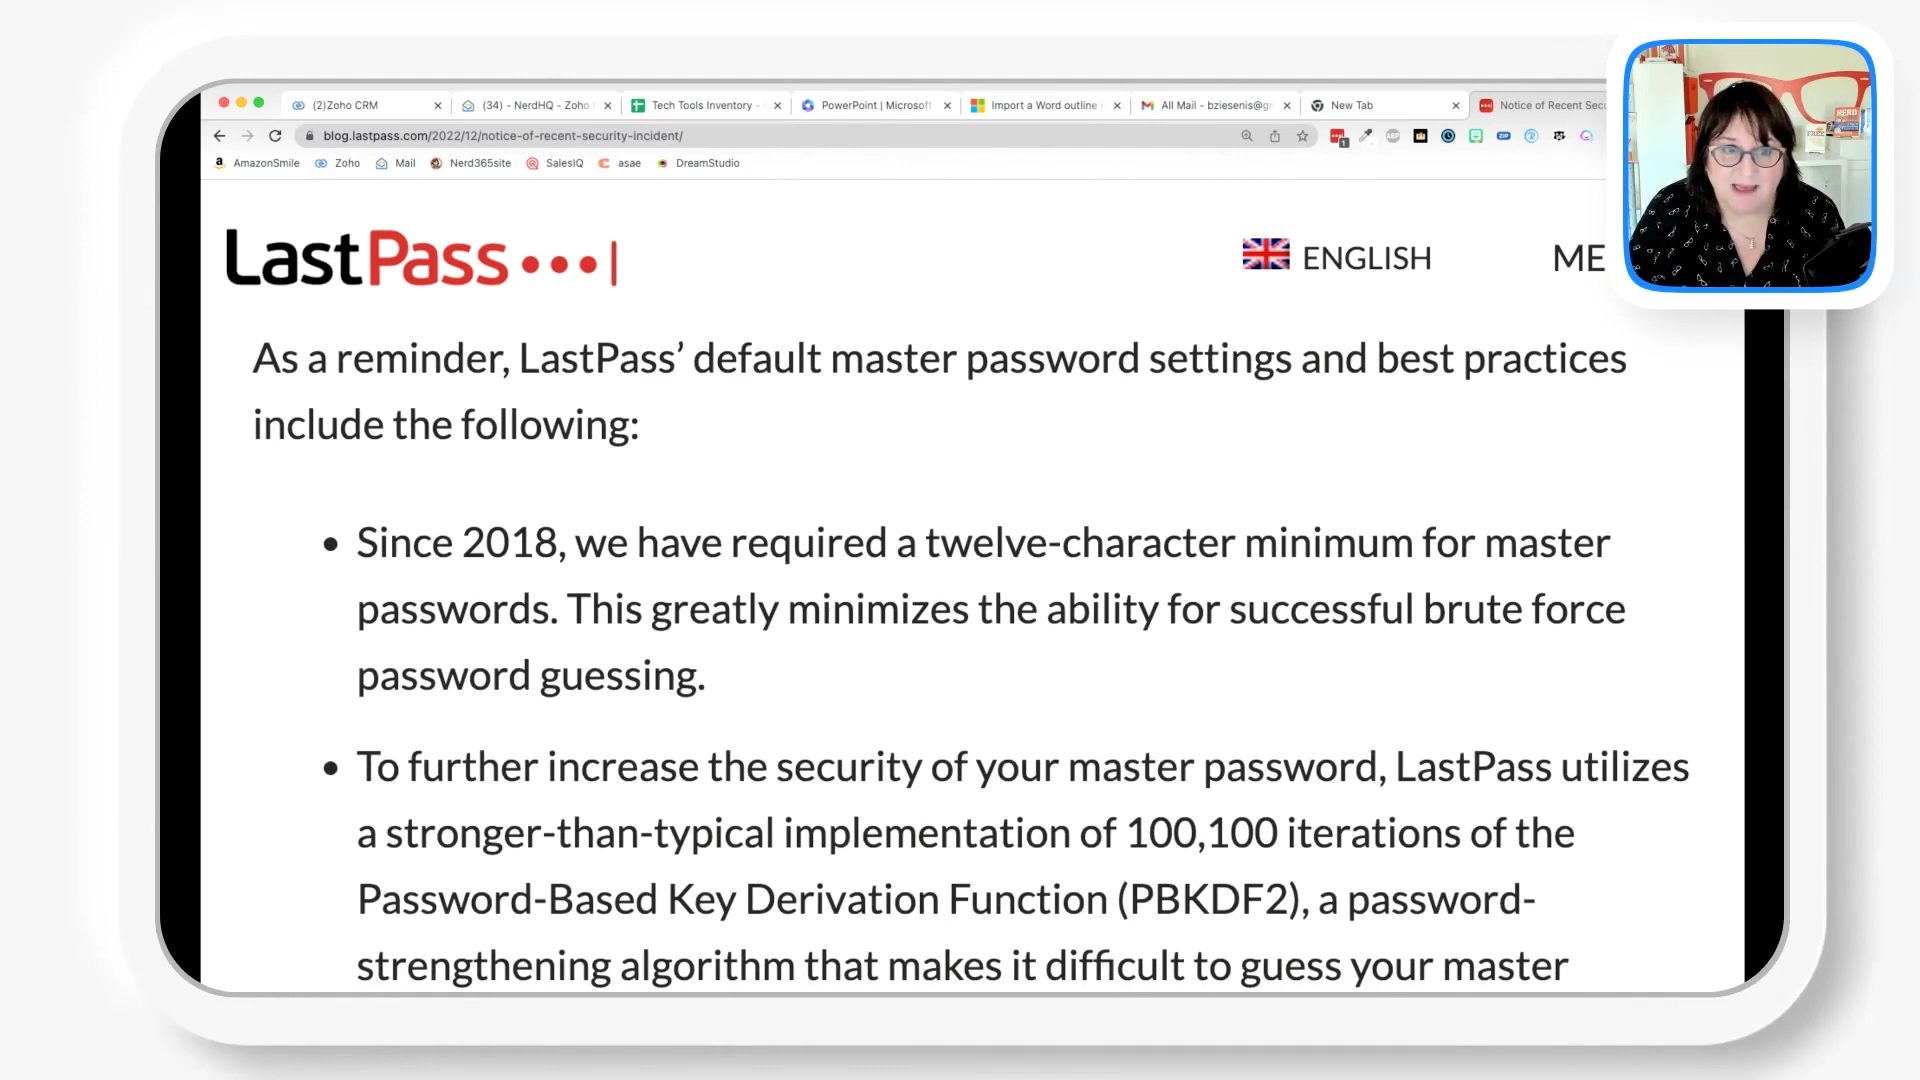 (2)Zoho CRM
(34) - NerdHQ - Zoho
Tech Tools Inventory -
PowerPoint | Microsoft
Import a Word outline
All Mail - bziesenis@g
New Tab
Notice of Recent Secu
blog.lastpass.com/2022/12/notice-of-recent-security-incident/
AmazonSmile
Zoho
Mail
Nerd365site
SalesIQ
asae
DreamStudio
LastPass
ENGLISH
ME
As a reminder, LastPass’ default master password settings and best practices
include the following:
• Since 2018, we have required a twelve-character minimum for master
passwords. This greatly minimizes the ability for successful brute force
password guessing.
• To further increase the security of your master password, LastPass utilizes
a stronger-than-typical implementation of 100,100 iterations of the
Password-Based Key Derivation Function (PBKDF2), a password-
strengthening algorithm that makes it difficult to guess your master
NERD